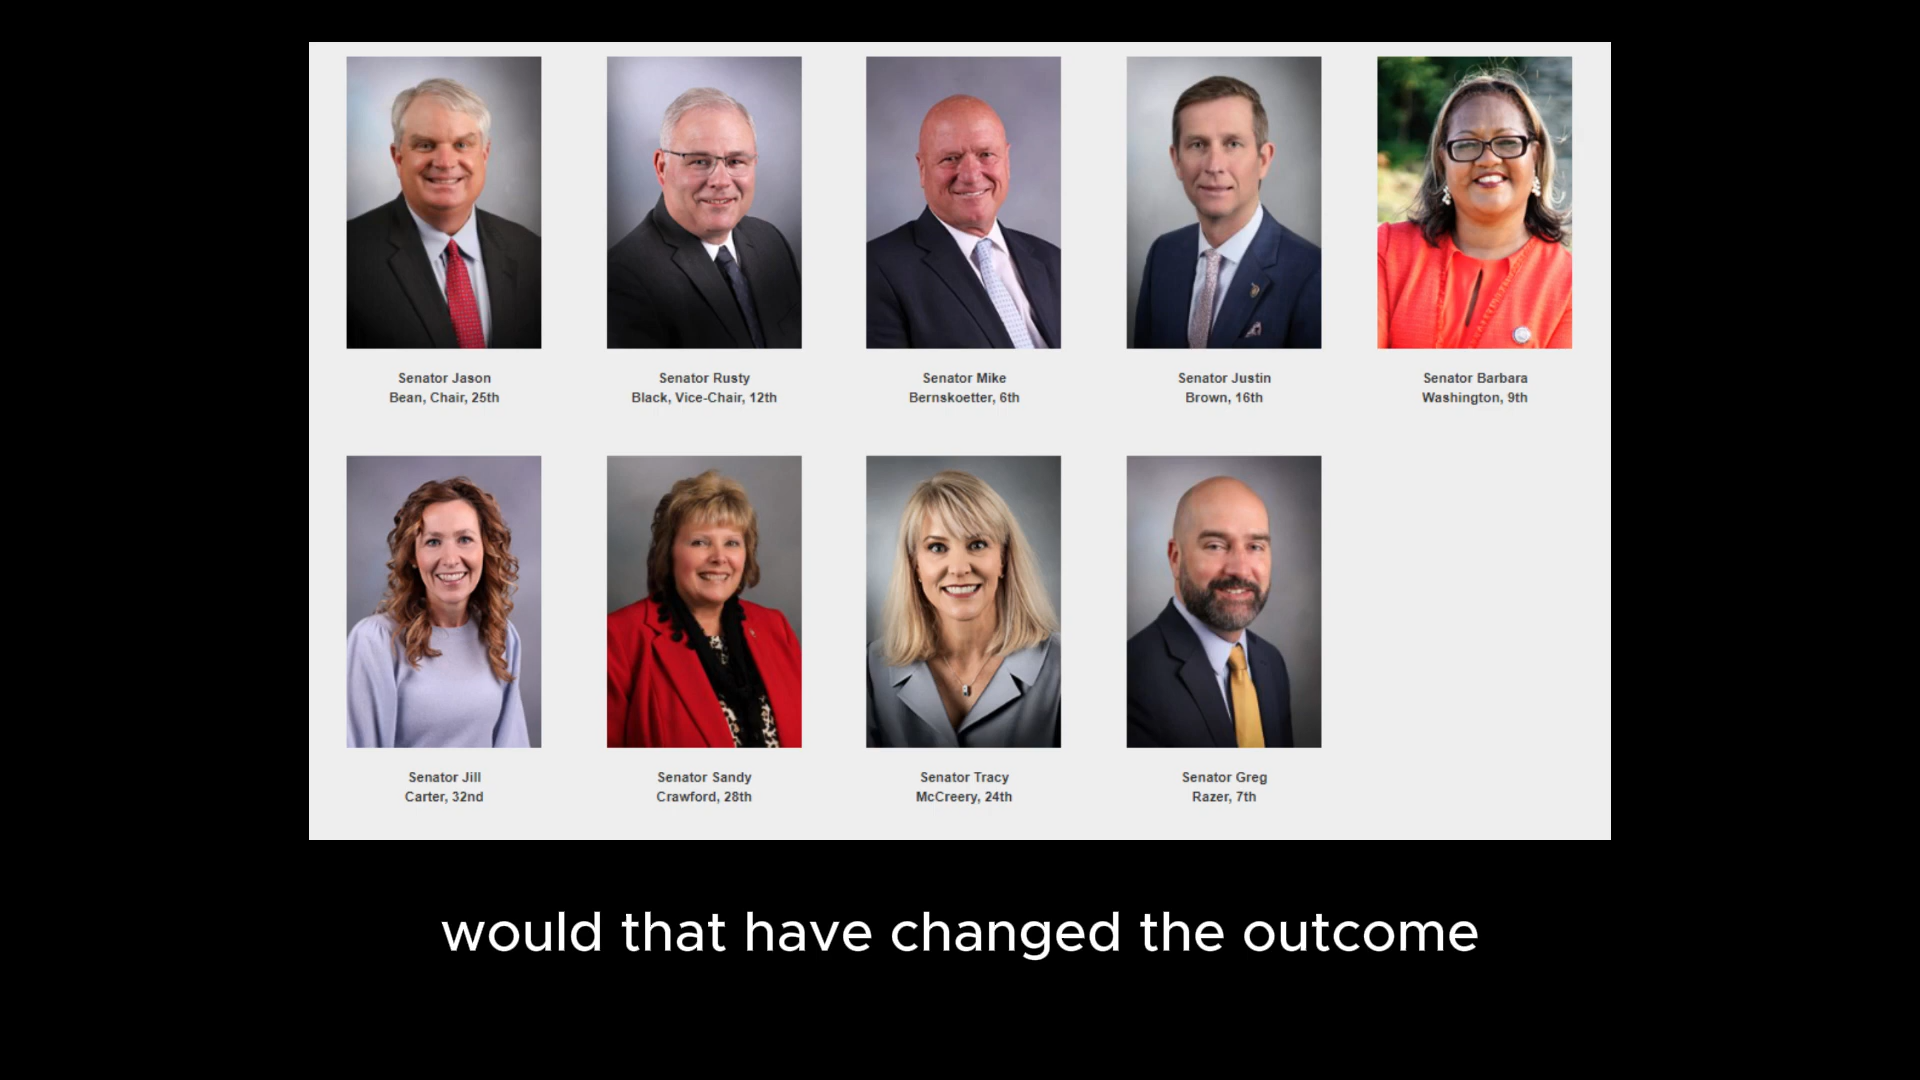 Senator Jason
Bean, Chair, 25th
Senator Rusty
Black, Vice-Chair, 12th
Senator Mike
Bernskoetter, 6th
Senator Justin
Brown, 16th
Senator Barbara
Washington, 9th
Senator Jill
Carter, 32nd
Senator Sandy
Crawford, 28th
Senator Tracy
McCreery, 24th
Senator Greg
Razer, 7th
would that have changed the outcome